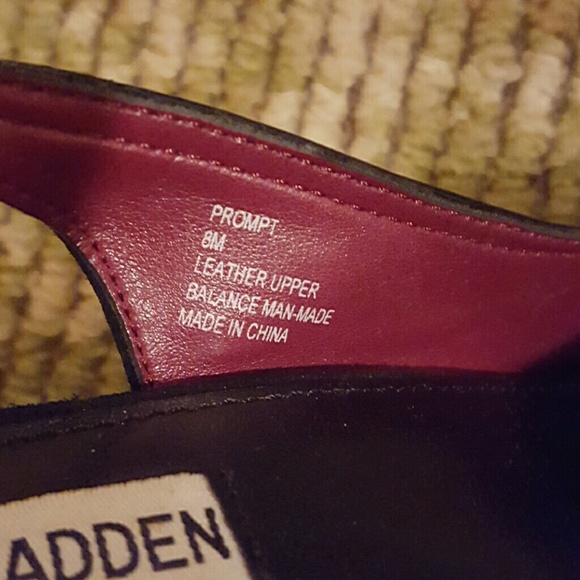 PROMPT
8M
LEATHER UPPER
BALANCE MAN-MADE
MADE IN CHINA
ADDEN